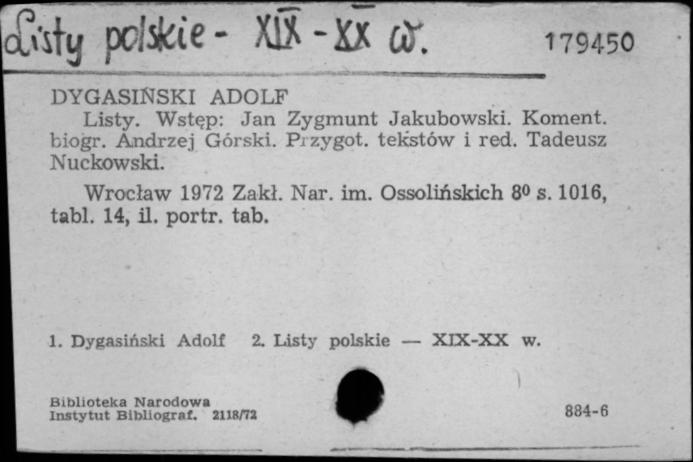 Listy polskie - XIX - XX w.
179450
DYGASIŃSKI ADOLF
Listy. Wstęp: Jan Zygmunt Jakubowski. Koment.
biogr. Andrzej Górski. Przygot. tekstów i red. Tadeusz
Nuckowski.
Wrocław 1972 Zakł. Nar. im. Ossolińskich 8⁰ s. 1016,
tabl. 14, il. portr. tab.
1. Dygasiński Adolf 2. Listy polskie — XIX-XX w.
Biblioteka Narodowa
Instytut Bibliograf. 2118/72
884-6